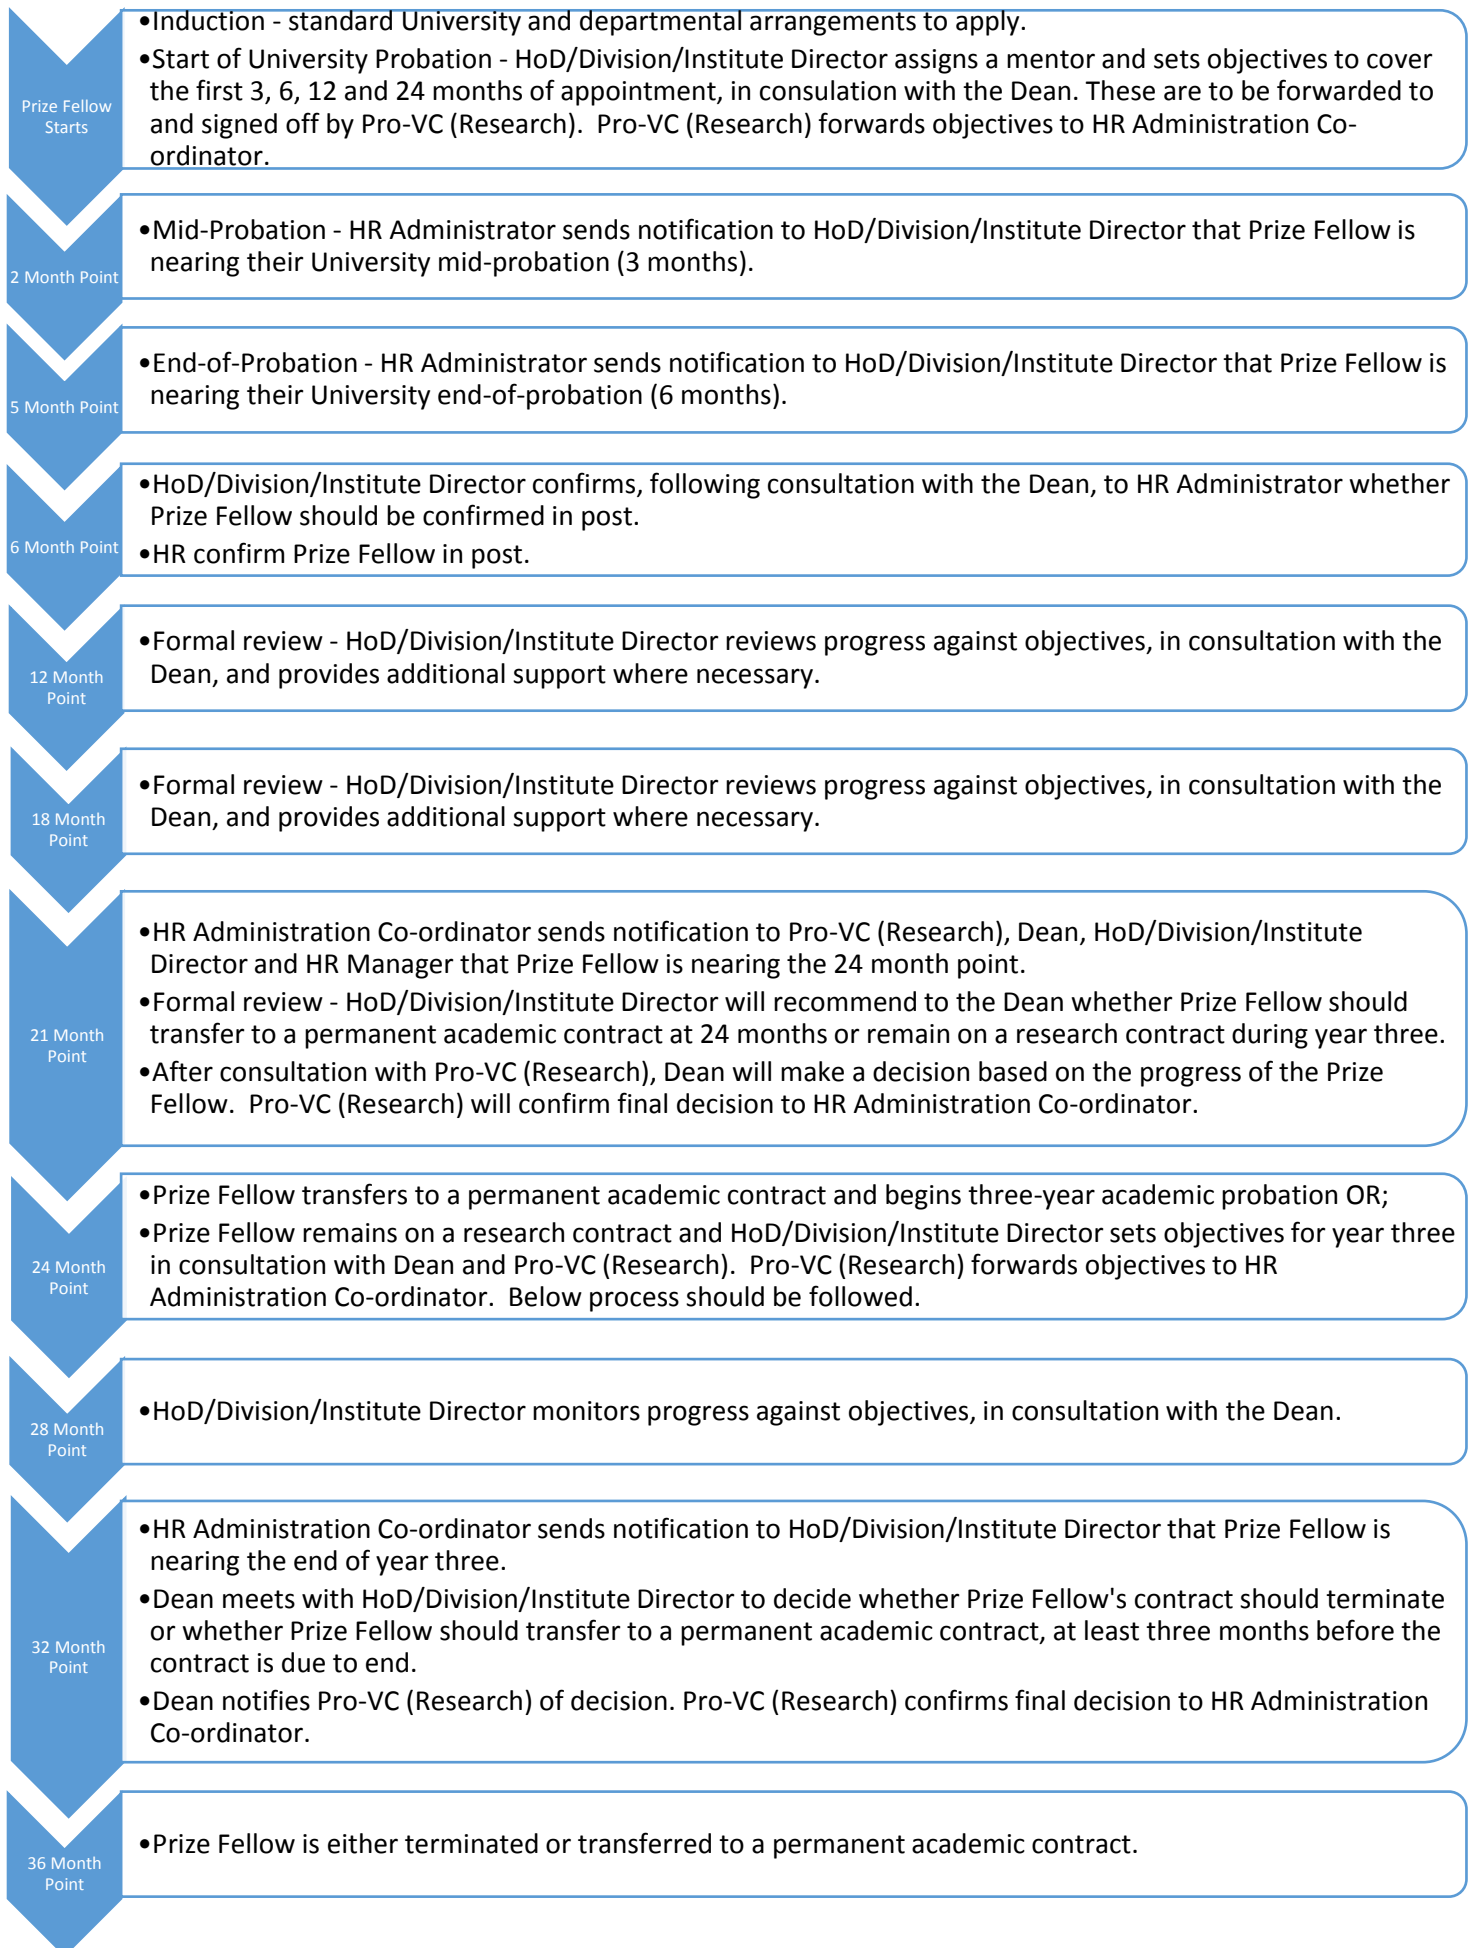 •Induction - standard University and departmental arrangements to apply.
•Start of University Probation - HoD/Division/Institute Director assigns a mentor and sets objectives to cover
the first 3, 6, 12 and 24 months of appointment, in consulation with the Dean. These are to be forwarded to
and signed off by Pro-VC (Research).  Pro-VC (Research) forwards objectives to HR Administration Co-
ordinator.
Prize Fellow
Starts
•Mid-Probation - HR Administrator sends notification to HoD/Division/Institute Director that Prize Fellow is
nearing their University mid-probation (3 months).
2 Month Point
•End-of-Probation - HR Administrator sends notification to HoD/Division/Institute Director that Prize Fellow is
nearing their University end-of-probation (6 months).
5 Month Point
•HoD/Division/Institute Director confirms, following consultation with the Dean, to HR Administrator whether
Prize Fellow should be confirmed in post.
•HR confirm Prize Fellow in post.
6 Month Point
•Formal review - HoD/Division/Institute Director reviews progress against objectives, in consultation with the
Dean, and provides additional support where necessary.
12 Month
Point
•Formal review - HoD/Division/Institute Director reviews progress against objectives, in consultation with the
Dean, and provides additional support where necessary.
18 Month
Point
•HR Administration Co-ordinator sends notification to Pro-VC (Research), Dean, HoD/Division/Institute
Director and HR Manager that Prize Fellow is nearing the 24 month point.
•Formal review - HoD/Division/Institute Director will recommend to the Dean whether Prize Fellow should
transfer to a permanent academic contract at 24 months or remain on a research contract during year three.
•After consultation with Pro-VC (Research), Dean will make a decision based on the progress of the Prize
Fellow.  Pro-VC (Research) will confirm final decision to HR Administration Co-ordinator.
21 Month
Point
•Prize Fellow transfers to a permanent academic contract and begins three-year academic probation OR;
•Prize Fellow remains on a research contract and HoD/Division/Institute Director sets objectives for year three
in consultation with Dean and Pro-VC (Research).  Pro-VC (Research) forwards objectives to HR
Administration Co-ordinator.  Below process should be followed.
24 Month
Point
•HoD/Division/Institute Director monitors progress against objectives, in consultation with the Dean.
28 Month
Point
•HR Administration Co-ordinator sends notification to HoD/Division/Institute Director that Prize Fellow is
nearing the end of year three.
•Dean meets with HoD/Division/Institute Director to decide whether Prize Fellow's contract should terminate
or whether Prize Fellow should transfer to a permanent academic contract, at least three months before the
contract is due to end.
•Dean notifies Pro-VC (Research) of decision. Pro-VC (Research) confirms final decision to HR Administration
Co-ordinator.
32 Month
Point
•Prize Fellow is either terminated or transferred to a permanent academic contract.
36 Month
Point